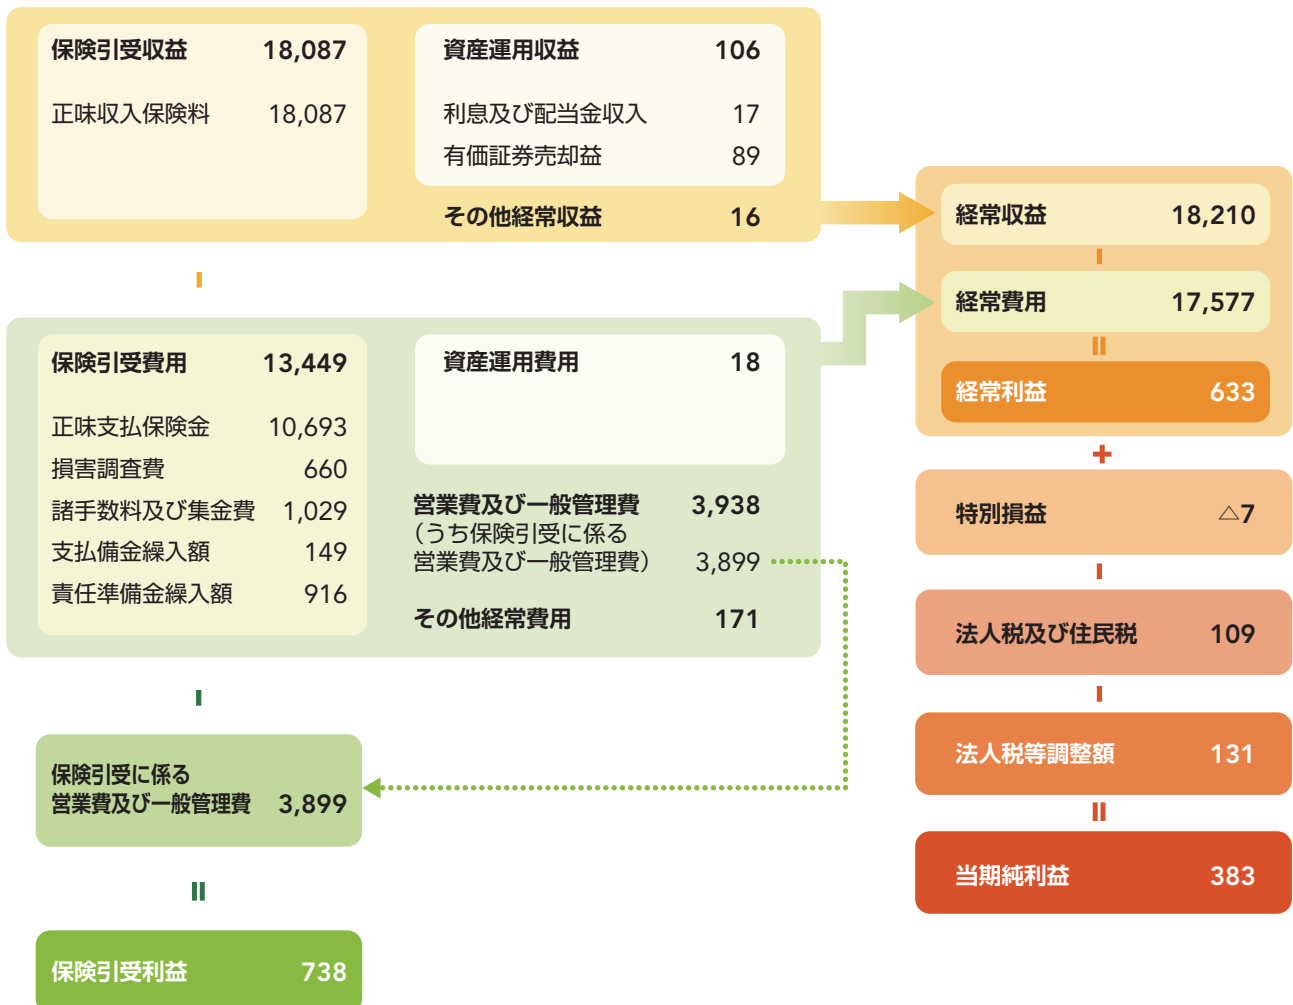 保険引受収益 18,087
正味収入保険料 18,087
資産運用収益 106
利息及び配当金収入 17
有価証券売却益 89
その他経常収益 16
-
保険引受費用 13,449
正味支払保険金 10,693
損害調査費 660
諸手数料及び集金費 1,029
支払備金繰入額 149
責任準備金繰入額 916
資産運用費用 18
営業費及び一般管理費 3,938
(うち保険引受に係る
営業費及び一般管理費) 3,899
その他経常費用 171
-
保険引受に係る
営業費及び一般管理費 3,899
=
保険引受利益 738
経常収益 18,210
-
経常費用 17,577
=
経常利益 633
+
特別損益 △7
-
法人税及び住民税 109
-
法人税等調整額 131
=
当期純利益 383